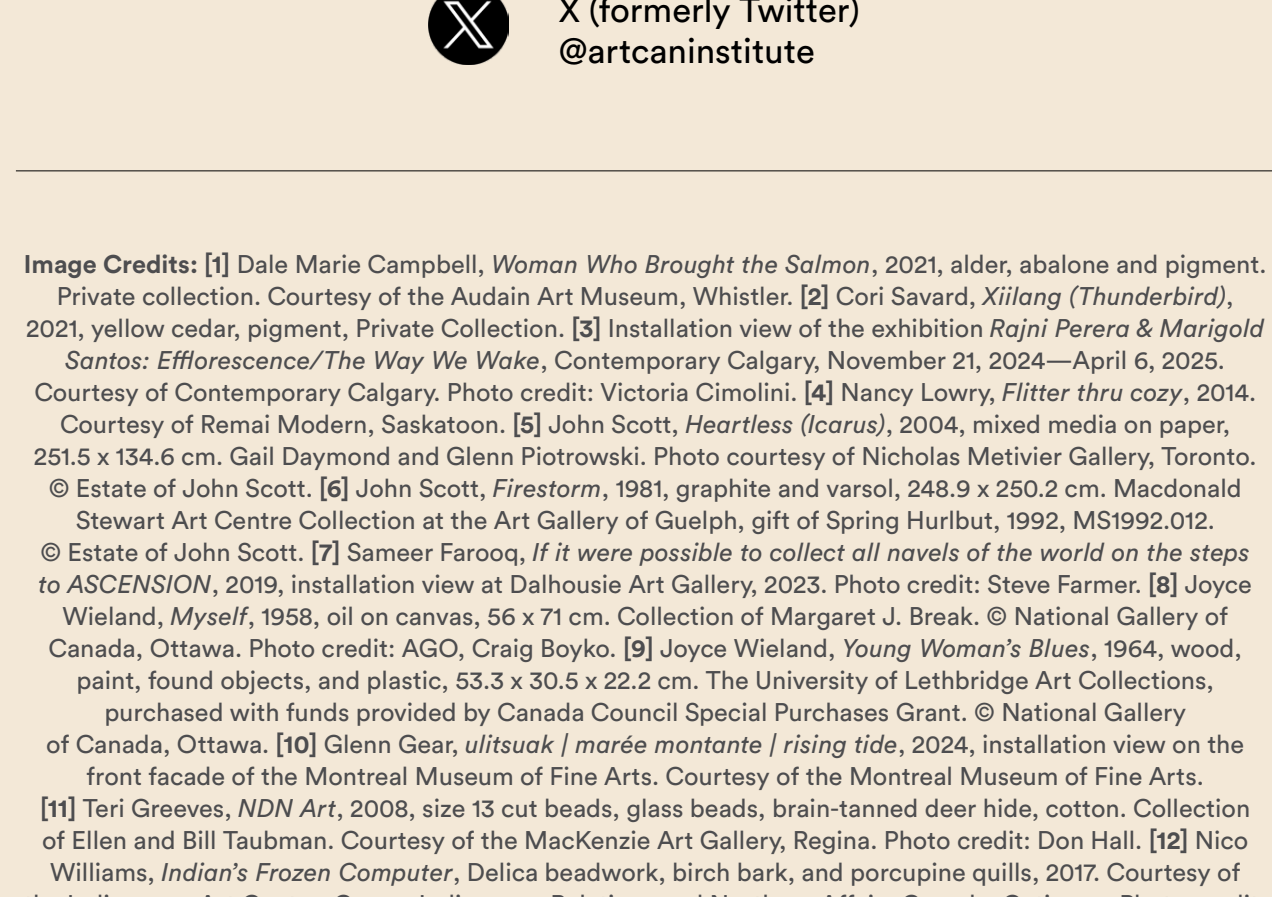 X (formerly Twitter)
@artcaninstitute
Image Credits: [1] Dale Marie Campbell, Woman Who Brought the Salmon, 2021, alder, abalone and pigment.
Private collection. Courtesy of the Audain Art Museum, Whistler. [2] Cori Savard, Xiilang (Thunderbird),
2021, yellow cedar, pigment, Private Collection. [3] Installation view of the exhibition Rajni Perera & Marigold
Santos: Efflorescence/The Way We Wake, Contemporary Calgary, November 21, 2024—April 6, 2025.
Courtesy of Contemporary Calgary. Photo credit: Victoria Cimolini. [4] Nancy Lowry, Flitter thru cozy, 2014.
Courtesy of Remai Modern, Saskatoon. [5] John Scott, Heartless (Icarus), 2004, mixed media on paper,
251.5 x 134.6 cm. Gail Daymond and Glenn Piotrowski. Photo courtesy of Nicholas Metivier Gallery, Toronto.
© Estate of John Scott. [6] John Scott, Firestorm, 1981, graphite and varsol, 248.9 x 250.2 cm. Macdonald
Stewart Art Centre Collection at the Art Gallery of Guelph, gift of Spring Hurlbut, 1992, MS1992.012.
© Estate of John Scott. [7] Sameer Farooq, If it were possible to collect all navels of the world on the steps
to ASCENSION, 2019, installation view at Dalhousie Art Gallery, 2023. Photo credit: Steve Farmer. [8] Joyce
Wieland, Myself, 1958, oil on canvas, 56 x 71 cm. Collection of Margaret J. Break. © National Gallery of
Canada, Ottawa. Photo credit: AGO, Craig Boyko. [9] Joyce Wieland, Young Woman's Blues, 1964, wood,
paint, found objects, and plastic, 53.3 x 30.5 x 22.2 cm. The University of Lethbridge Art Collections,
purchased with funds provided by Canada Council Special Purchases Grant. © National Gallery
of Canada, Ottawa. [10] Glenn Gear, ulitsuak | marée montante | rising tide, 2024, installation view on the
front facade of the Montreal Museum of Fine Arts. Courtesy of the Montreal Museum of Fine Arts.
[11] Teri Greeves, NDN Art, 2008, size 13 cut beads, glass beads, brain-tanned deer hide, cotton. Collection
of Ellen and Bill Taubman. Courtesy of the MacKenzie Art Gallery, Regina. Photo credit: Don Hall. [12] Nico
Williams, Indian's Frozen Computer, Delica beadwork, birch bark, and porcupine quills, 2017. Courtesy of